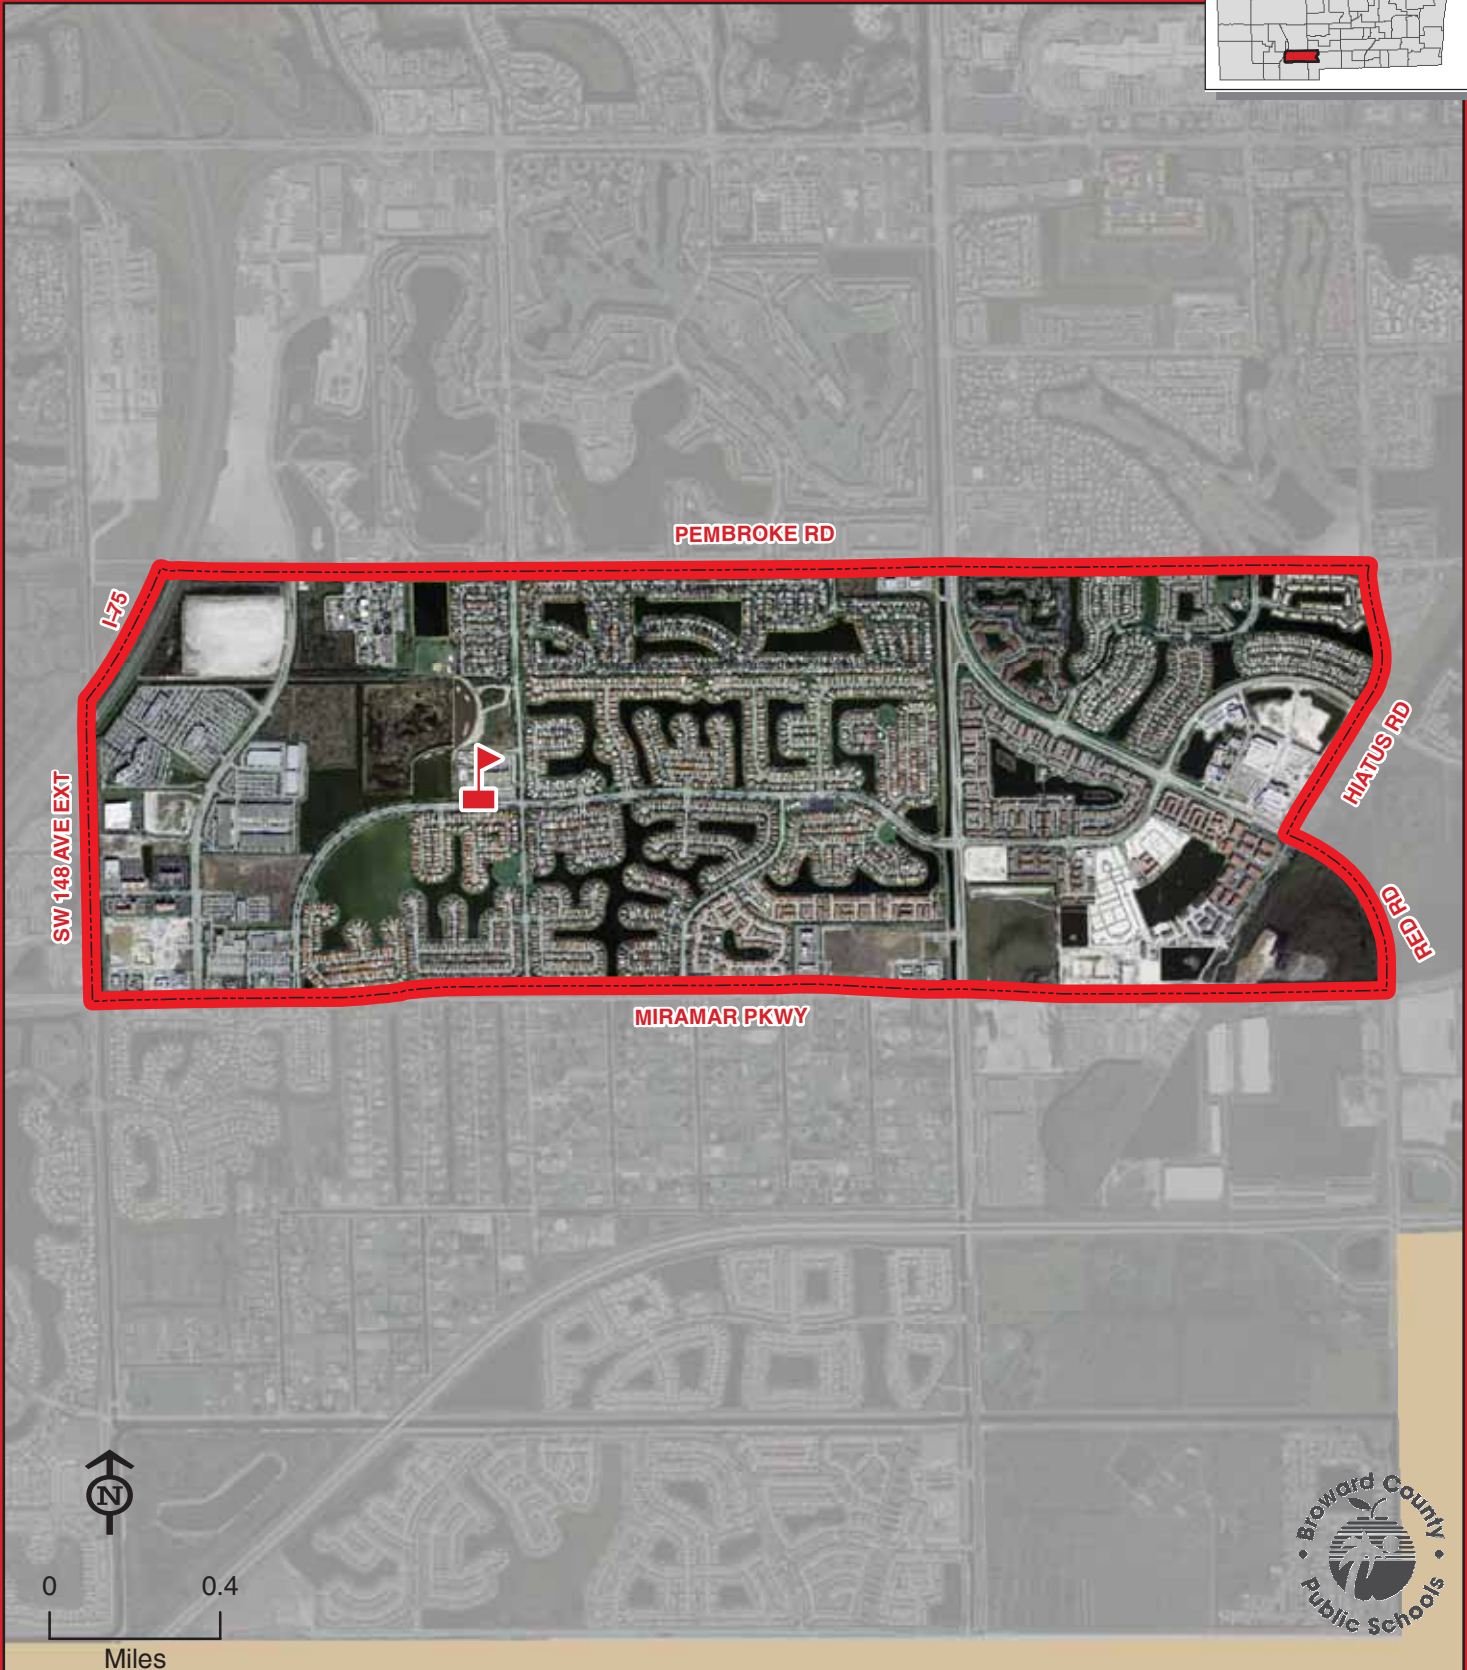 PEMBROKE RD
I-75
HIATUS RD
SW 148 AVE EXT
RED RD
MIRAMAR PKWY
N
0 0.4
Miles
Broward County
Public Schools